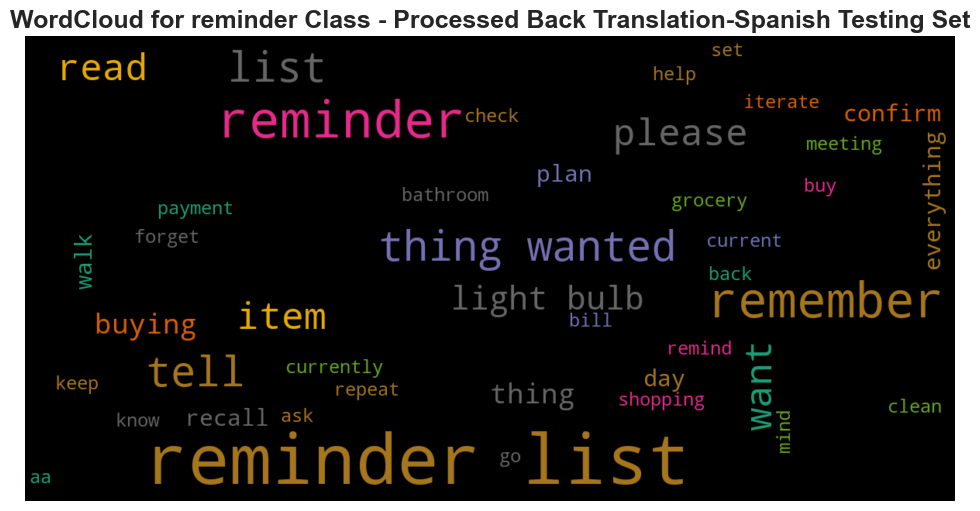 WordCloud for reminder Class - Processed Back Translation-Spanish Testing Set
set
read
list
help
iterate
confirm
reminder
check
please
meeting
everything
plan
buy
bathroom
grocery
payment
forget
walk
thing wanted
current
back
light bulb
remember
item
buying
bill
remind
want
tell
currently
day
keep
repeat
thing
shopping
clean
know
recall
ask
mind
reminder list
go
aa